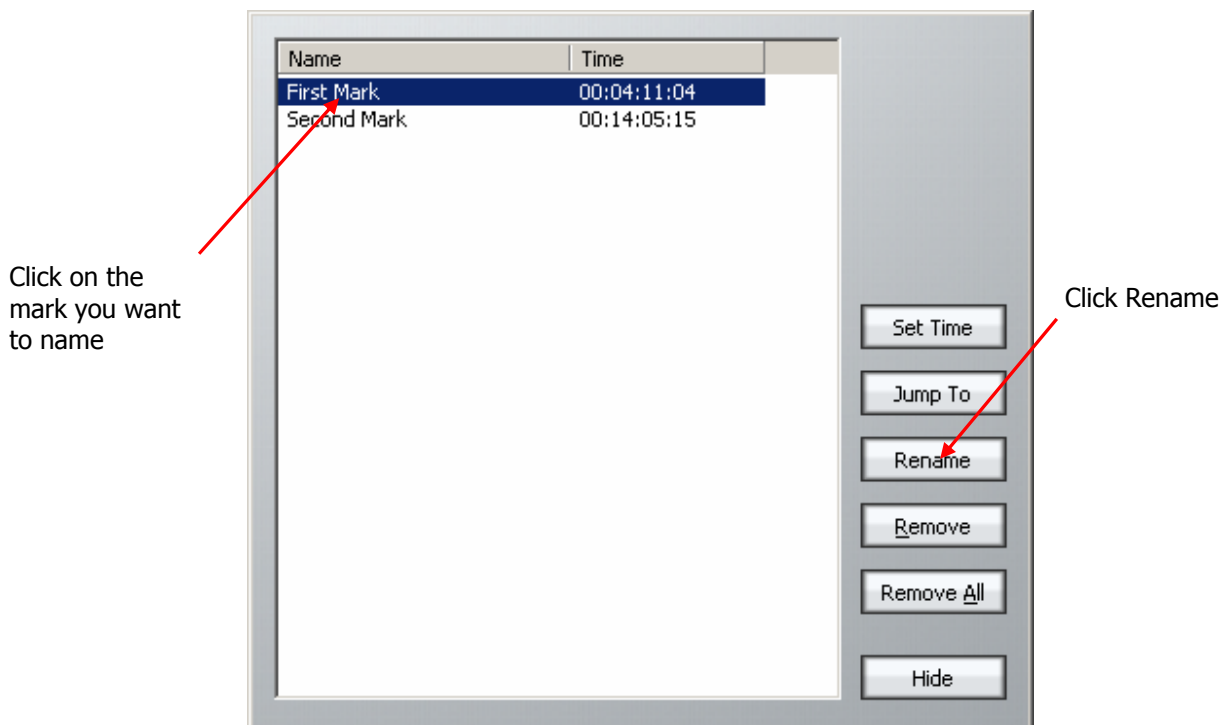 Name Time
First Mark 00:04:11:04
Second Mark 00:14:05:15
Click on the
mark you want
to name
Click Rename
Set Time
Jump To
Rename
Remove
Remove All
Hide